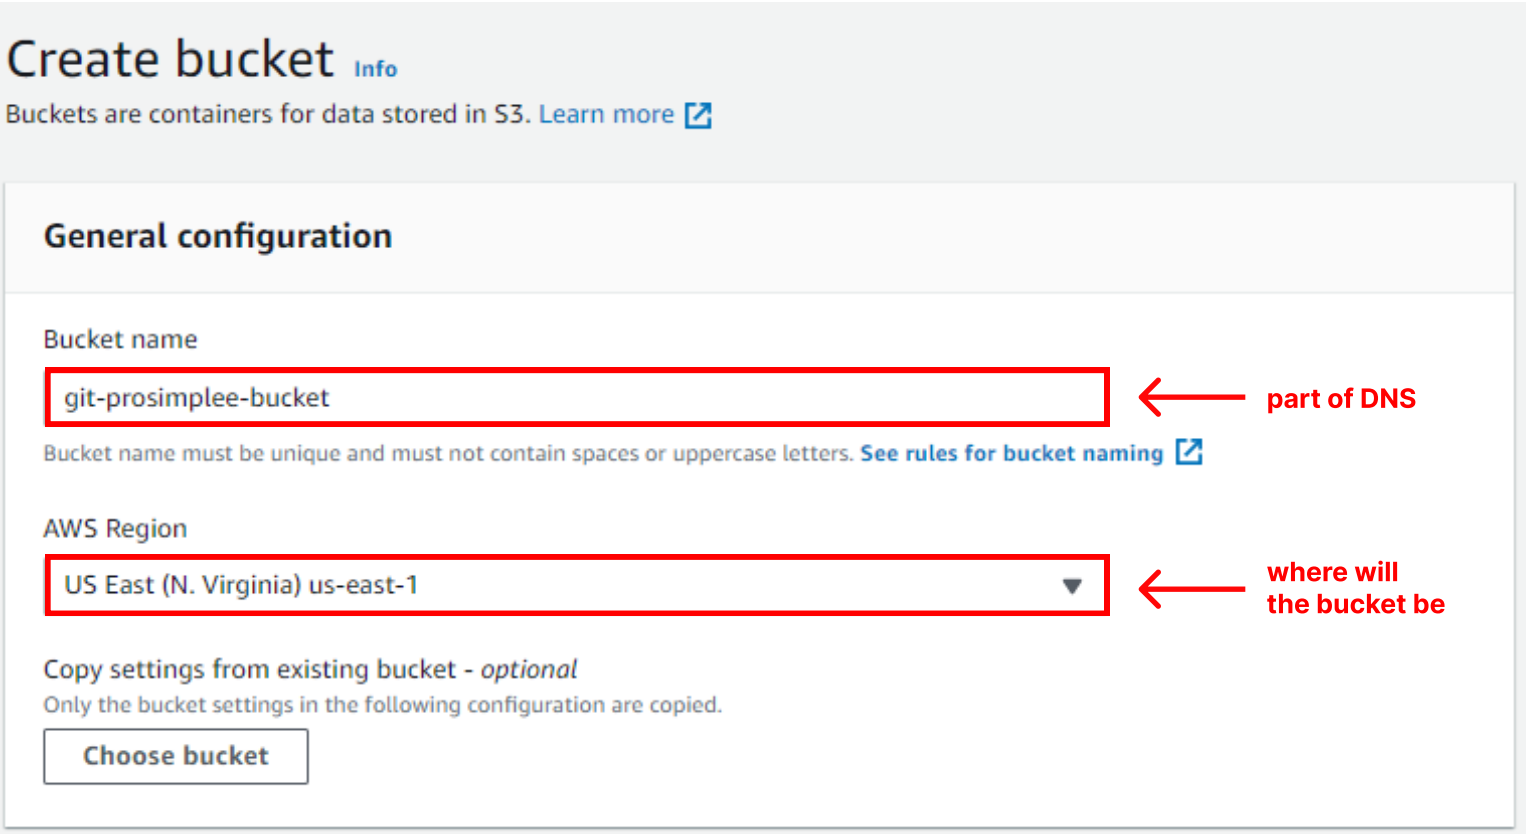 Create bucket Info
Buckets are containers for data stored in S3. Learn more
General configuration
Bucket name
git-prosimplee-bucket
part of DNS
Bucket name must be unique and must not contain spaces or uppercase letters. See rules for bucket naming
AWS Region
US East (N. Virginia) us-east-1
where will
the bucket be
Copy settings from existing bucket - optional
Only the bucket settings in the following configuration are copied.
Choose bucket